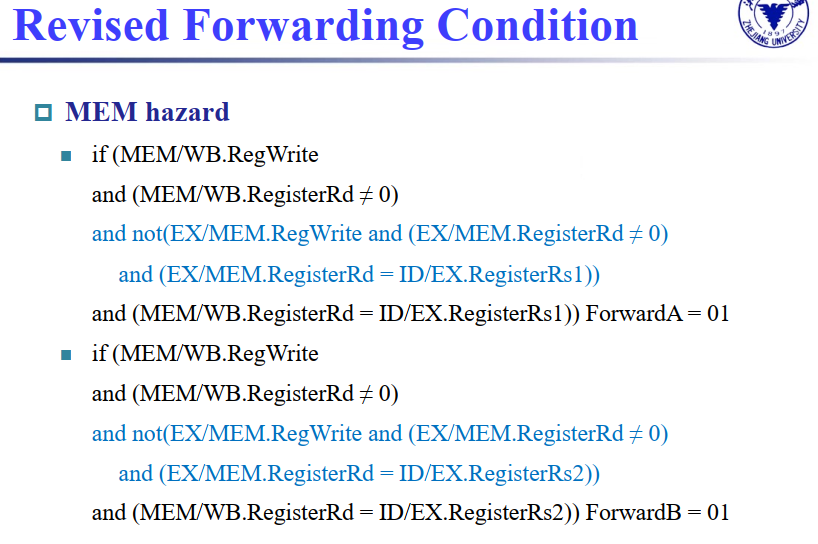 Revised Forwarding Condition
ZHEJIANG UNIVERSITY
1897
MEM hazard
if (MEM/WB.RegWrite
and (MEM/WB.RegisterRd ≠ 0)
and not(EX/MEM.RegWrite and (EX/MEM.RegisterRd ≠ 0)
and (EX/MEM.RegisterRd = ID/EX.RegisterRs1))
and (MEM/WB.RegisterRd = ID/EX.RegisterRs1)) ForwardA = 01
if (MEM/WB.RegWrite
and (MEM/WB.RegisterRd ≠ 0)
and not(EX/MEM.RegWrite and (EX/MEM.RegisterRd ≠ 0)
and (EX/MEM.RegisterRd = ID/EX.RegisterRs2))
and (MEM/WB.RegisterRd = ID/EX.RegisterRs2)) ForwardB = 01